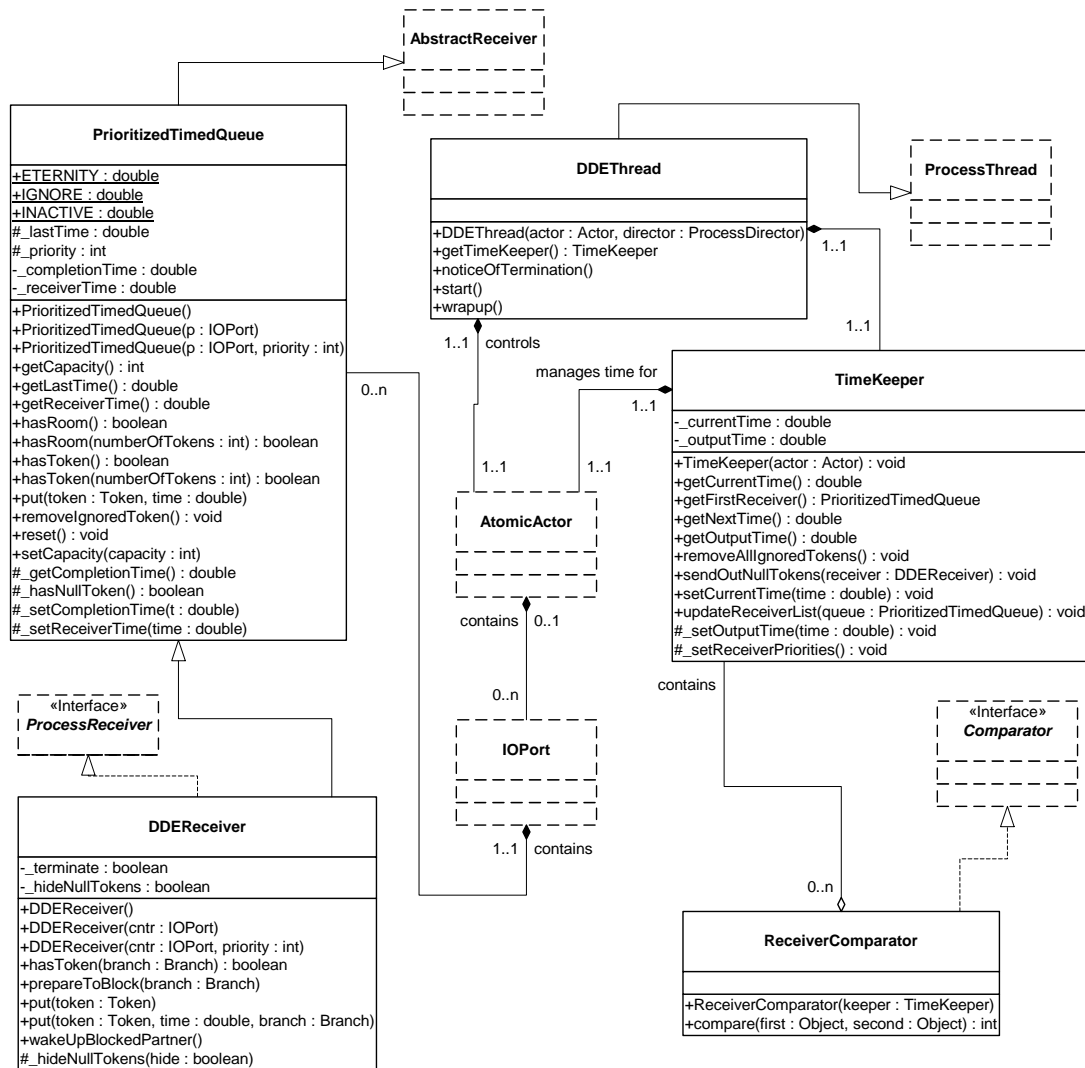 AbstractReceiver
PrioritizedTimedQueue
+ETERNITY : double
+IGNORE : double
+INACTIVE : double
#_lastTime : double
#_priority : int
-_completionTime : double
-_receiverTime : double
+PrioritizedTimedQueue()
+PrioritizedTimedQueue(p : IOPort)
+PrioritizedTimedQueue(p : IOPort, priority : int)
+getCapacity() : int
+getLastTime() : double
+getReceiverTime() : double
+hasRoom() : boolean
+hasRoom(numberOfTokens : int) : boolean
+hasToken() : boolean
+hasToken(numberOfTokens : int) : boolean
+put(token : Token, time : double)
+removeIgnoredToken() : void
+reset() : void
+setCapacity(capacity : int)
#_getCompletionTime() : double
#_hasNullToken() : boolean
#_setCompletionTime(t : double)
#_setReceiverTime(time : double)
0..n
DDEThread
+DDEThread(actor : Actor, director : ProcessDirector)
+getTimeKeeper() : TimeKeeper
+noticeOfTermination()
+start()
+wrapup()
ProcessThread
1..1
1..1
1..1
controls
1..1
manages time for
1..1
1..1
TimeKeeper
-_currentTime : double
-_outputTime : double
+TimeKeeper(actor : Actor) : void
+getCurrentTime() : double
+getFirstReceiver() : PrioritizedTimedQueue
+getNextTime() : double
+getOutputTime() : double
+removeAllIgnoredTokens() : void
+sendOutNullTokens(receiver : DDEReceiver) : void
+setCurrentTime(time : double) : void
+updateReceiverList(queue : PrioritizedTimedQueue) : void
#_setOutputTime(time : double) : void
#_setReceiverPriorities() : void
AtomicActor
contains
0..1
0..n
IOPort
1..1
contains
contains
0..n
«Interface»
ProcessReceiver
DDEReceiver
-_terminate : boolean
-_hideNullTokens : boolean
+DDEReceiver()
+DDEReceiver(cntr : IOPort)
+DDEReceiver(cntr : IOPort, priority : int)
+hasToken(branch : Branch) : boolean
+prepareToBlock(branch : Branch)
+put(token : Token)
+put(token : Token, time : double, branch : Branch)
+wakeUpBlockedPartner()
#_hideNullTokens(hide : boolean)
«Interface»
Comparator
ReceiverComparator
+ReceiverComparator(keeper : TimeKeeper)
+compare(first : Object, second : Object) : int